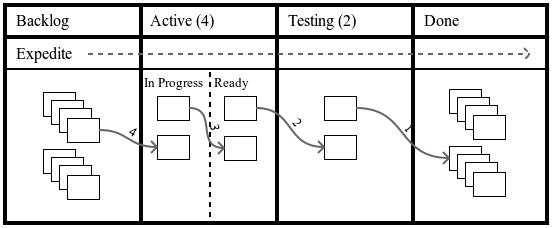 Backlog
Active (4)
Testing (2)
Done
Expedite
In Progress
Ready
4
3
2
1